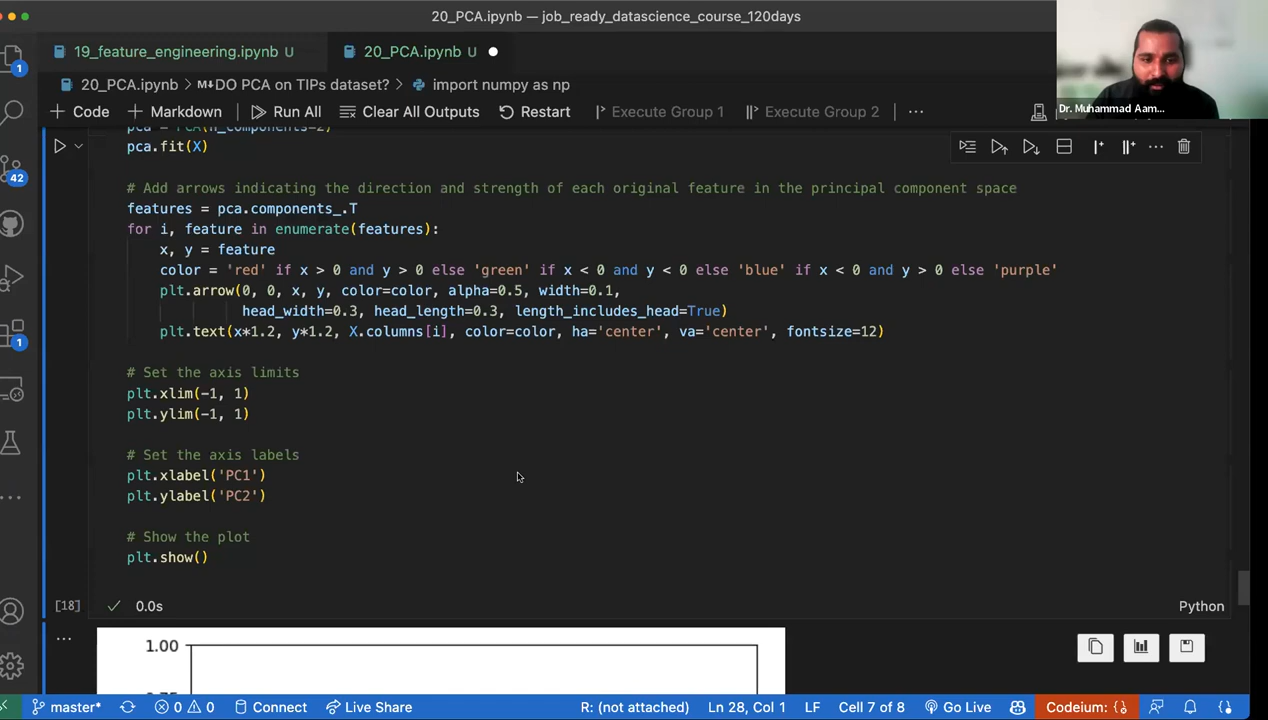 20_PCA.ipynb — job_ready_datascience_course_120days
19_feature_engineering.ipynb U
20_PCA.ipynb U
20_PCA.ipynb > M↓DO PCA on TIPs dataset? > import numpy as np
+ Code + Markdown Run All Clear All Outputs Restart Execute Group 1 Execute Group 2 ...
Dr. Muhammad Aam...
pca = PCA(n_components=2)
pca.fit(X)
# Add arrows indicating the direction and strength of each original feature in the principal component space
features = pca.components_.T
for i, feature in enumerate(features):
x, y = feature
color = 'red' if x > 0 and y > 0 else 'green' if x < 0 and y < 0 else 'blue' if x < 0 and y > 0 else 'purple'
plt.arrow(0, 0, x, y, color=color, alpha=0.5, width=0.1,
head_width=0.3, head_length=0.3, length_includes_head=True)
plt.text(x*1.2, y*1.2, X.columns[i], color=color, ha='center', va='center', fontsize=12)
# Set the axis limits
plt.xlim(-1, 1)
plt.ylim(-1, 1)
# Set the axis labels
plt.xlabel('PC1')
plt.ylabel('PC2')
# Show the plot
plt.show()
[18] 0.0s Python
1.00
1
42
1
master* 0 0 Connect Live Share R: (not attached) Ln 28, Col 1 LF Cell 7 of 8 Go Live Codeium: {}